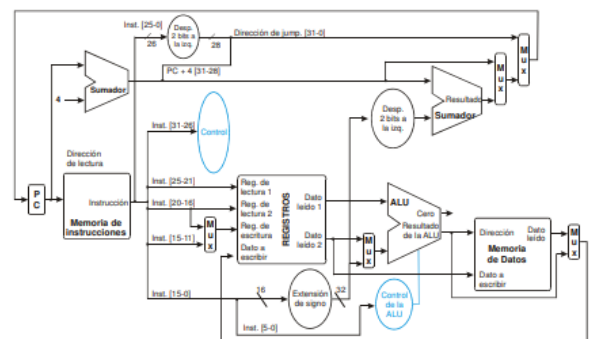 Inst. [25-0]
26
Desp.
2 bits a
la izq.
28
Dirección de jump. [31-0]
PC + 4 [31-28]
M
u
x
M
u
x
4
Sumador
Resultado
Sumador
Desp.
2 bits a
la izq.
Inst. [31-26]
Control
Dirección
de lectura
P
C
Instrucción
Memoria de
instrucciones
Inst. [25-21]
Inst. [20-16]
Inst. [15-11]
M
u
x
Reg. de
lectura 1
Reg. de
lectura 2
Reg. de
escritura
Dato a
escribir
REGISTROS
Dato
leído 1
Dato
leído 2
M
u
x
ALU
Cero
Resultado
de la ALU
Dirección
Dato
leído
Memoria
de Datos
Dato a
escribir
M
u
x
Inst. [15-0]
16
Extensión
de signo
32
Control
de la
ALU
Inst. [5-0]